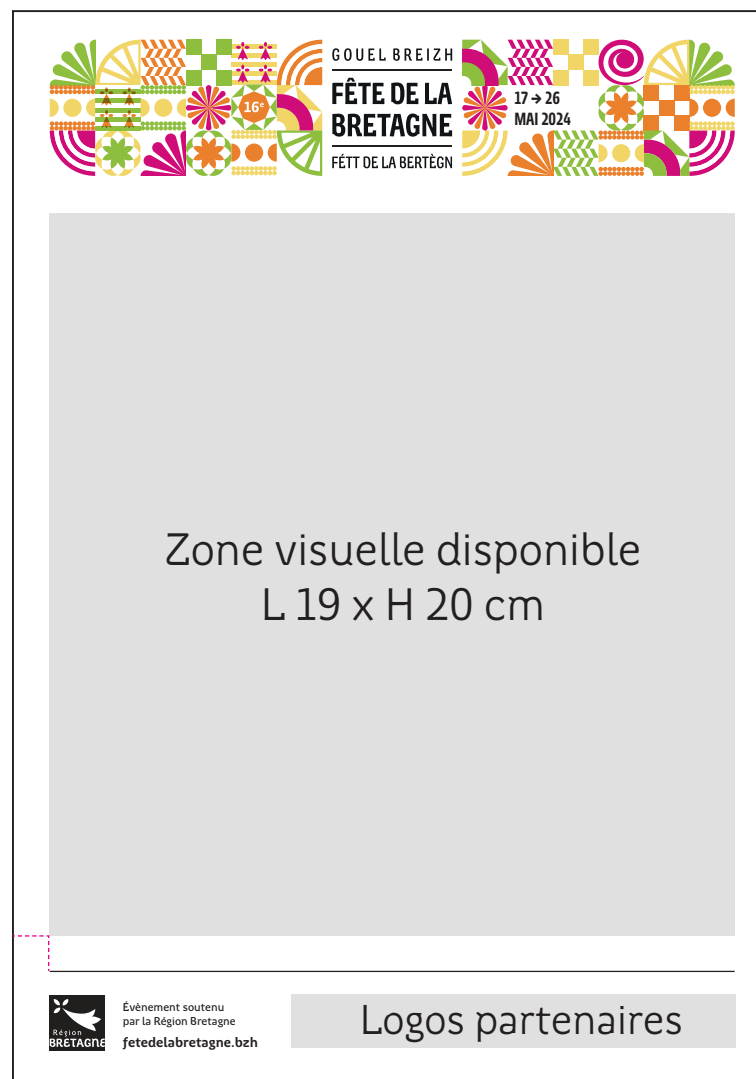 GOUEL BREIZH
16e
FÊTE DE LA
BRETAGNE
17 → 26
MAI 2024
FÉTT DE LA BERTÈGN
Zone visuelle disponible
L 19 x H 20 cm
Région
BRETAGNE
Évènement soutenu
par la Région Bretagne
fetedelabretagne.bzh
Logos partenaires